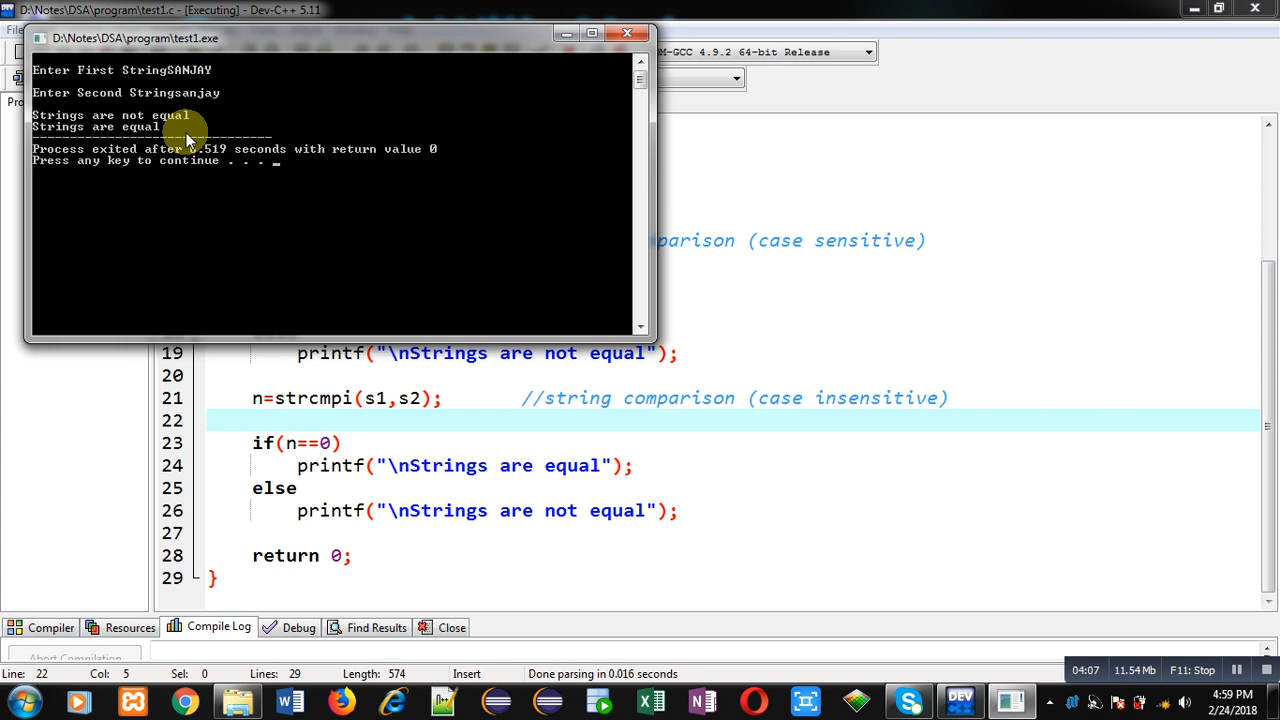 D:\Notes\DSA\program\test1.c - [Executing] - Dev-C++ 5.11
D:\Notes\DSA\program\test1.exe
GCC 4.9.2 64-bit Release
Enter First StringSANJAY
Enter Second Stringsanjay
Strings are not equal
Strings are equal
--------------------------------
Process exited after .519 seconds with return value 0
Press any key to continue . . . _
parison (case sensitive)
19 printf("\nStrings are not equal");
20
21 n=strcmpi(s1,s2); //string comparison (case insensitive)
22
23 if(n==0)
24 printf("\nStrings are equal");
25 else
26 printf("\nStrings are not equal");
27
28 return 0;
29 }
Compiler Resources Compile Log Debug Find Results Close
Abort Compilation
Line: 22 Col: 5 Sel: 0 Lines: 29 Length: 574 Insert Done parsing in 0.016 seconds
04:07 11.54 Mb F11: Stop
4:59 PM
2/24/2018